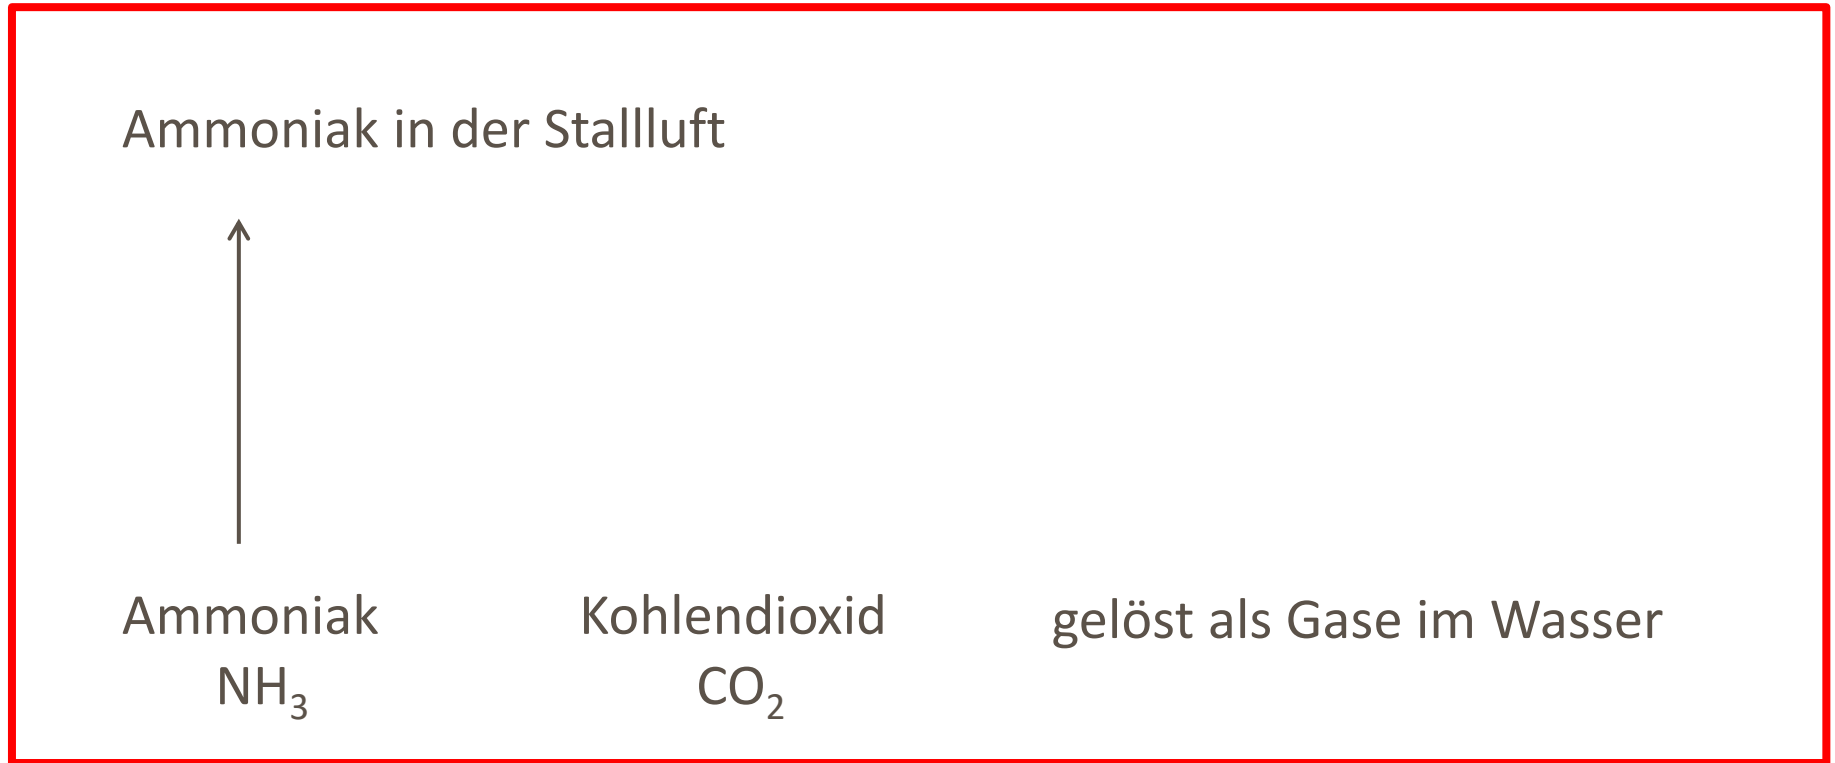 Ammoniak in der Stallluft
Ammoniak Kohlendioxid gelöst als Gase im Wasser
NH₃ CO₂